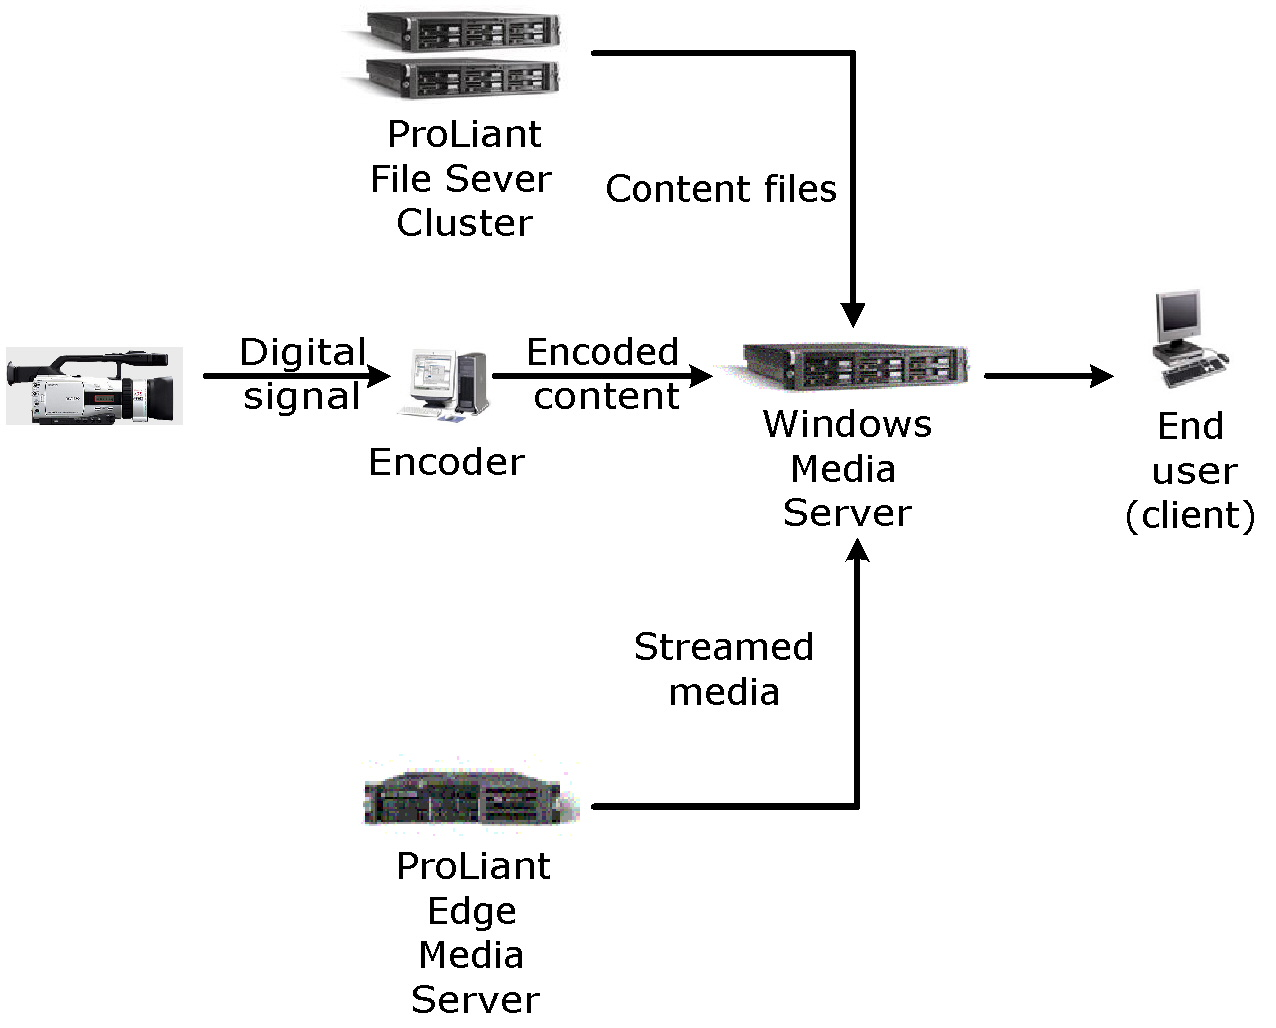 ProLiant
File Sever
Cluster
Content files
Digital
signal
Encoder
Encoded
content
Windows
Media
Server
End
user
(client)
Streamed
media
ProLiant
Edge
Media
Server